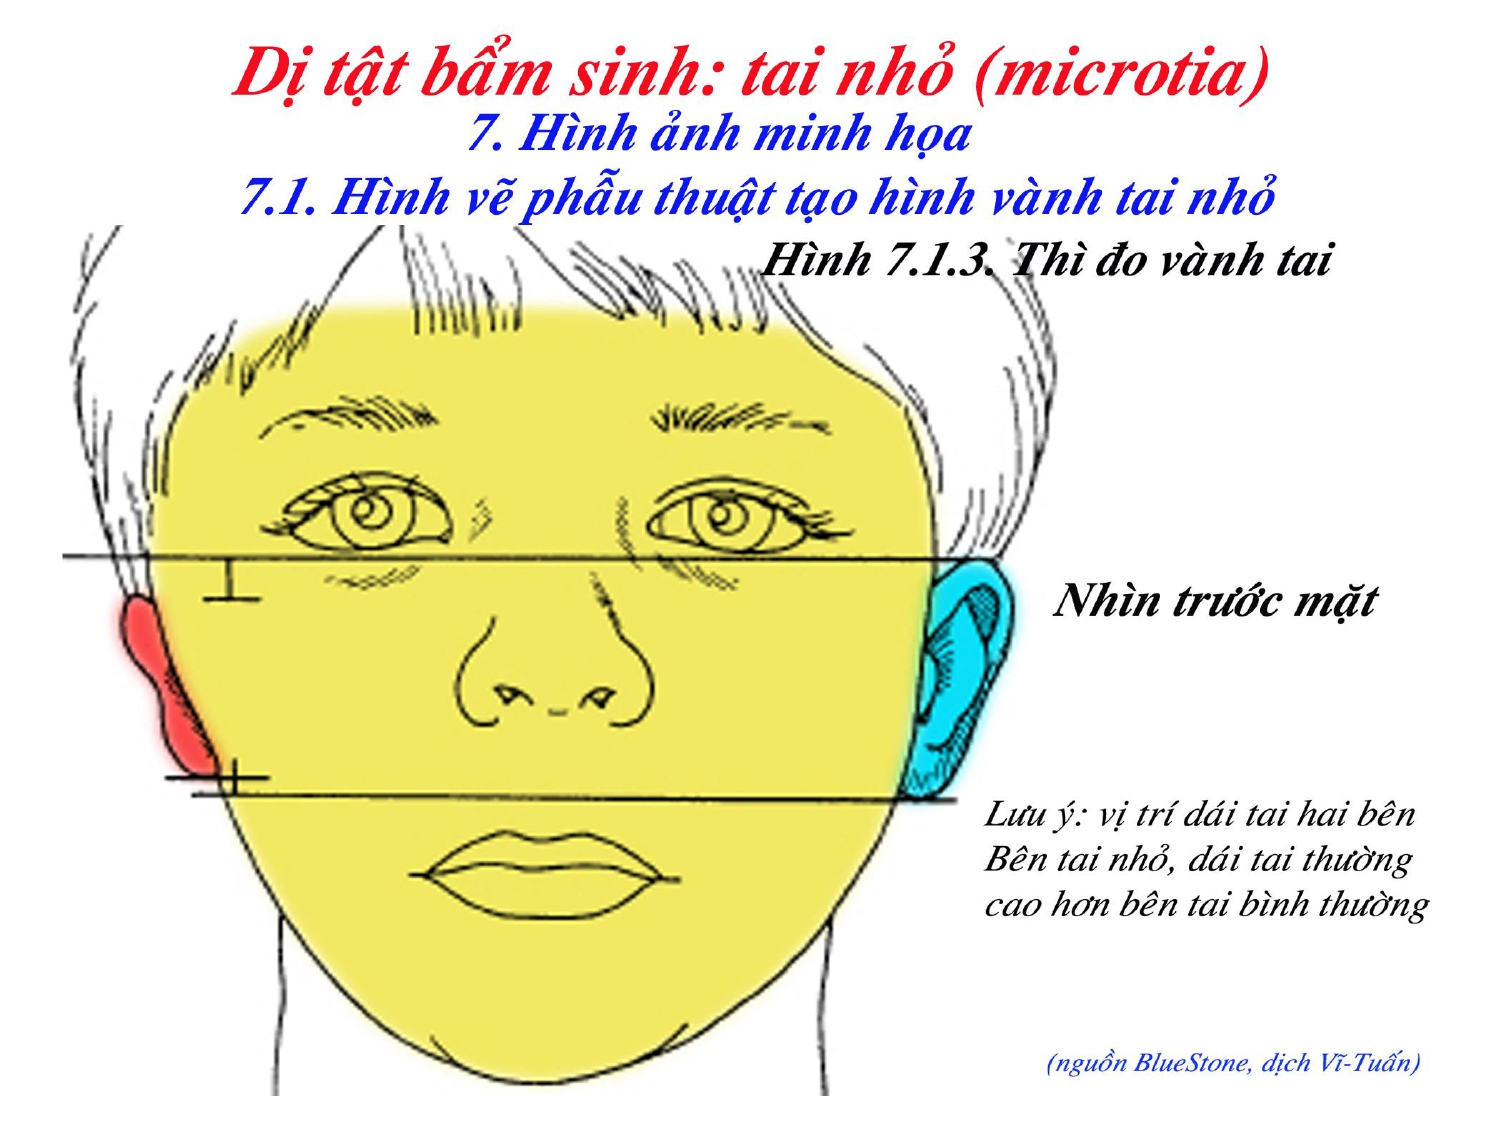 Dị tật bẩm sinh: tai nhỏ (microtia)
7. Hình ảnh minh họa
7.1. Hình vẽ phẫu thuật tạo hình vành tai nhỏ
Hình 7.1.3. Thì đo vành tai
Nhìn trước mặt
Lưu ý: vị trí dái tai hai bên
Bên tai nhỏ, dái tai thường
cao hơn bên tai bình thường
(nguồn BlueStone, dịch Vĩ-Tuấn)